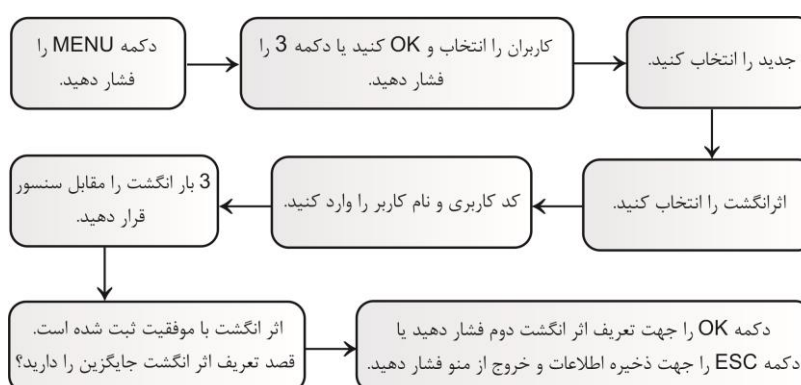 دکمه MENU را
فشار دهید.
کاربران را انتخاب و OK کنید یا دکمه 3 را
فشار دهید.
جدید را انتخاب کنید.
اثرانگشت را انتخاب کنید.
کد کاربری و نام کاربر را وارد کنید.
3 بار انگشت را مقابل سنسور
قرار دهید.
اثر انگشت با موفقیت ثبت شده است.
قصد تعریف اثر انگشت جایگزین را دارید؟
دکمه OK را جهت تعریف اثر انگشت دوم فشار دهید یا
دکمه ESC را جهت ذخیره اطلاعات و خروج از منو فشار دهید.